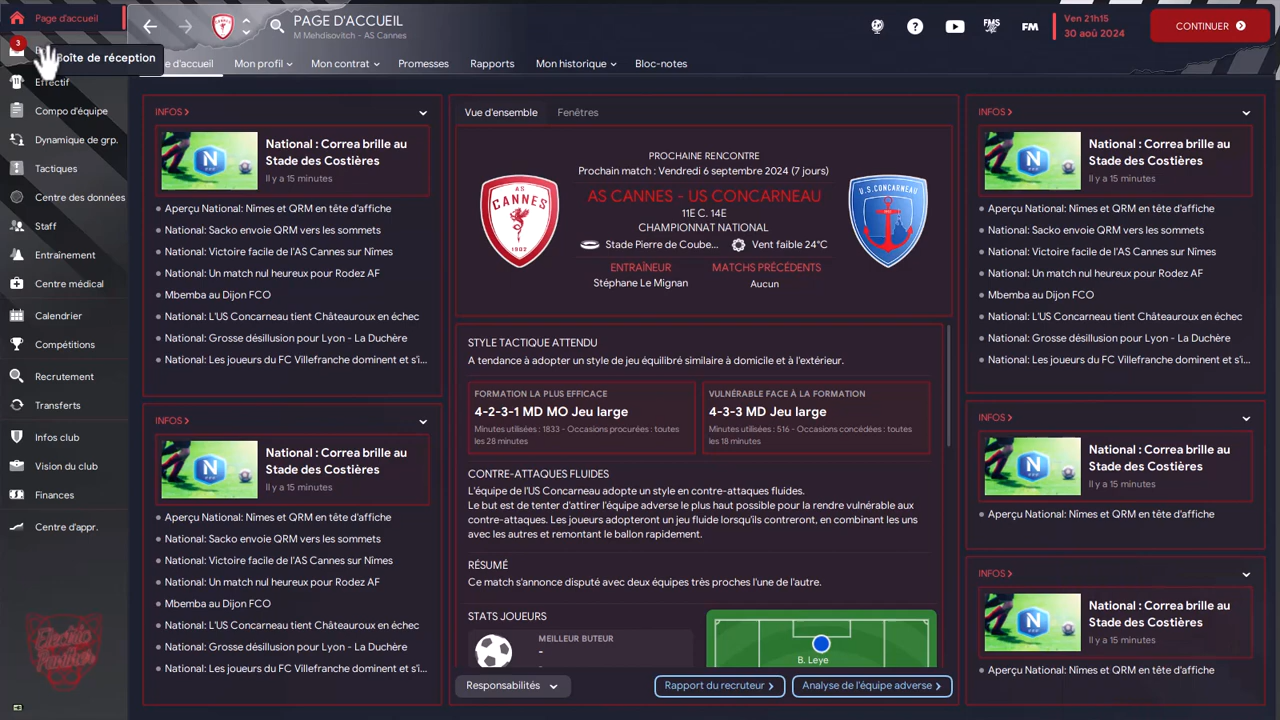 Page d'accueil
3
Boîte de réception
Effectif
Compo d'équipe
Dynamique de grp.
Tactiques
Centre des données
Staff
Entraînement
Centre médical
Calendrier
Compétitions
Recrutement
Transferts
Infos club
Vision du club
Finances
Centre d'appr.
PAGE D'ACCUEIL
M Mehdisovitch - AS Cannes
FMS
FM
Ven 21h15
30 aoû 2024
CONTINUER
e d'accueil
Mon profil
Mon contrat
Promesses
Rapports
Mon historique
Bloc-notes
INFOS
National : Correa brille au
Stade des Costières
Il y a 15 minutes
Aperçu National: Nîmes et QRM en tête d'affiche
National: Sacko envoie QRM vers les sommets
National: Victoire facile de l'AS Cannes sur Nîmes
National: Un match nul heureux pour Rodez AF
Mbemba au Dijon FCO
National: L'US Concarneau tient Châteauroux en échec
National: Grosse désillusion pour Lyon - La Duchère
National: Les joueurs du FC Villefranche dominent et s'i...
INFOS
National : Correa brille au
Stade des Costières
Il y a 15 minutes
Aperçu National: Nîmes et QRM en tête d'affiche
National: Sacko envoie QRM vers les sommets
National: Victoire facile de l'AS Cannes sur Nîmes
National: Un match nul heureux pour Rodez AF
Mbemba au Dijon FCO
National: L'US Concarneau tient Châteauroux en échec
National: Grosse désillusion pour Lyon - La Duchère
National: Les joueurs du FC Villefranche dominent et s'i...
Vue d'ensemble
Fenêtres
PROCHAINE RENCONTRE
Prochain match : Vendredi 6 septembre 2024 (7 jours)
AS CANNES - US CONCARNEAU
11E C. 14E
CHAMPIONNAT NATIONAL
Stade Pierre de Coube...
Vent faible 24°C
ENTRAÎNEUR
MATCHS PRÉCÉDENTS
Stéphane Le Mignan
Aucun
AS
CANNES
1902
U.S.CONCARNEAU
STYLE TACTIQUE ATTENDU
A tendance à adopter un style de jeu équilibré similaire à domicile et à l'extérieur.
FORMATION LA PLUS EFFICACE
4-2-3-1 MD MO Jeu large
Minutes utilisées : 1833 - Occasions procurées : toutes
les 28 minutes
VULNÉRABLE FACE À LA FORMATION
4-3-3 MD Jeu large
Minutes utilisées : 516 - Occasions concédées : toutes
les 18 minutes
CONTRE-ATTAQUES FLUIDES
L'équipe de l'US Concarneau adopte un style en contre-attaques fluides.
Le but est de tenter d'attirer l'équipe adverse le plus haut possible pour la rendre vulnérable aux
contre-attaques. Les joueurs adopteront un jeu fluide lorsqu'ils contreront, en combinant les uns
avec les autres et remontant le ballon rapidement.
RÉSUMÉ
Ce match s'annonce disputé avec deux équipes très proches l'une de l'autre.
STATS JOUEURS
MEILLEUR BUTEUR
-
B. Leye
Responsabilités
Rapport du recruteur
Analyse de l'équipe adverse
INFOS
National : Correa brille au
Stade des Costières
Il y a 15 minutes
Aperçu National: Nîmes et QRM en tête d'affiche
National: Sacko envoie QRM vers les sommets
National: Victoire facile de l'AS Cannes sur Nîmes
National: Un match nul heureux pour Rodez AF
Mbemba au Dijon FCO
National: L'US Concarneau tient Châteauroux en échec
National: Grosse désillusion pour Lyon - La Duchère
National: Les joueurs du FC Villefranche dominent et s'i...
INFOS
National : Correa brille au
Stade des Costières
Il y a 15 minutes
Aperçu National: Nîmes et QRM en tête d'affiche
INFOS
National : Correa brille au
Stade des Costières
Il y a 15 minutes
Aperçu National: Nîmes et QRM en tête d'affiche